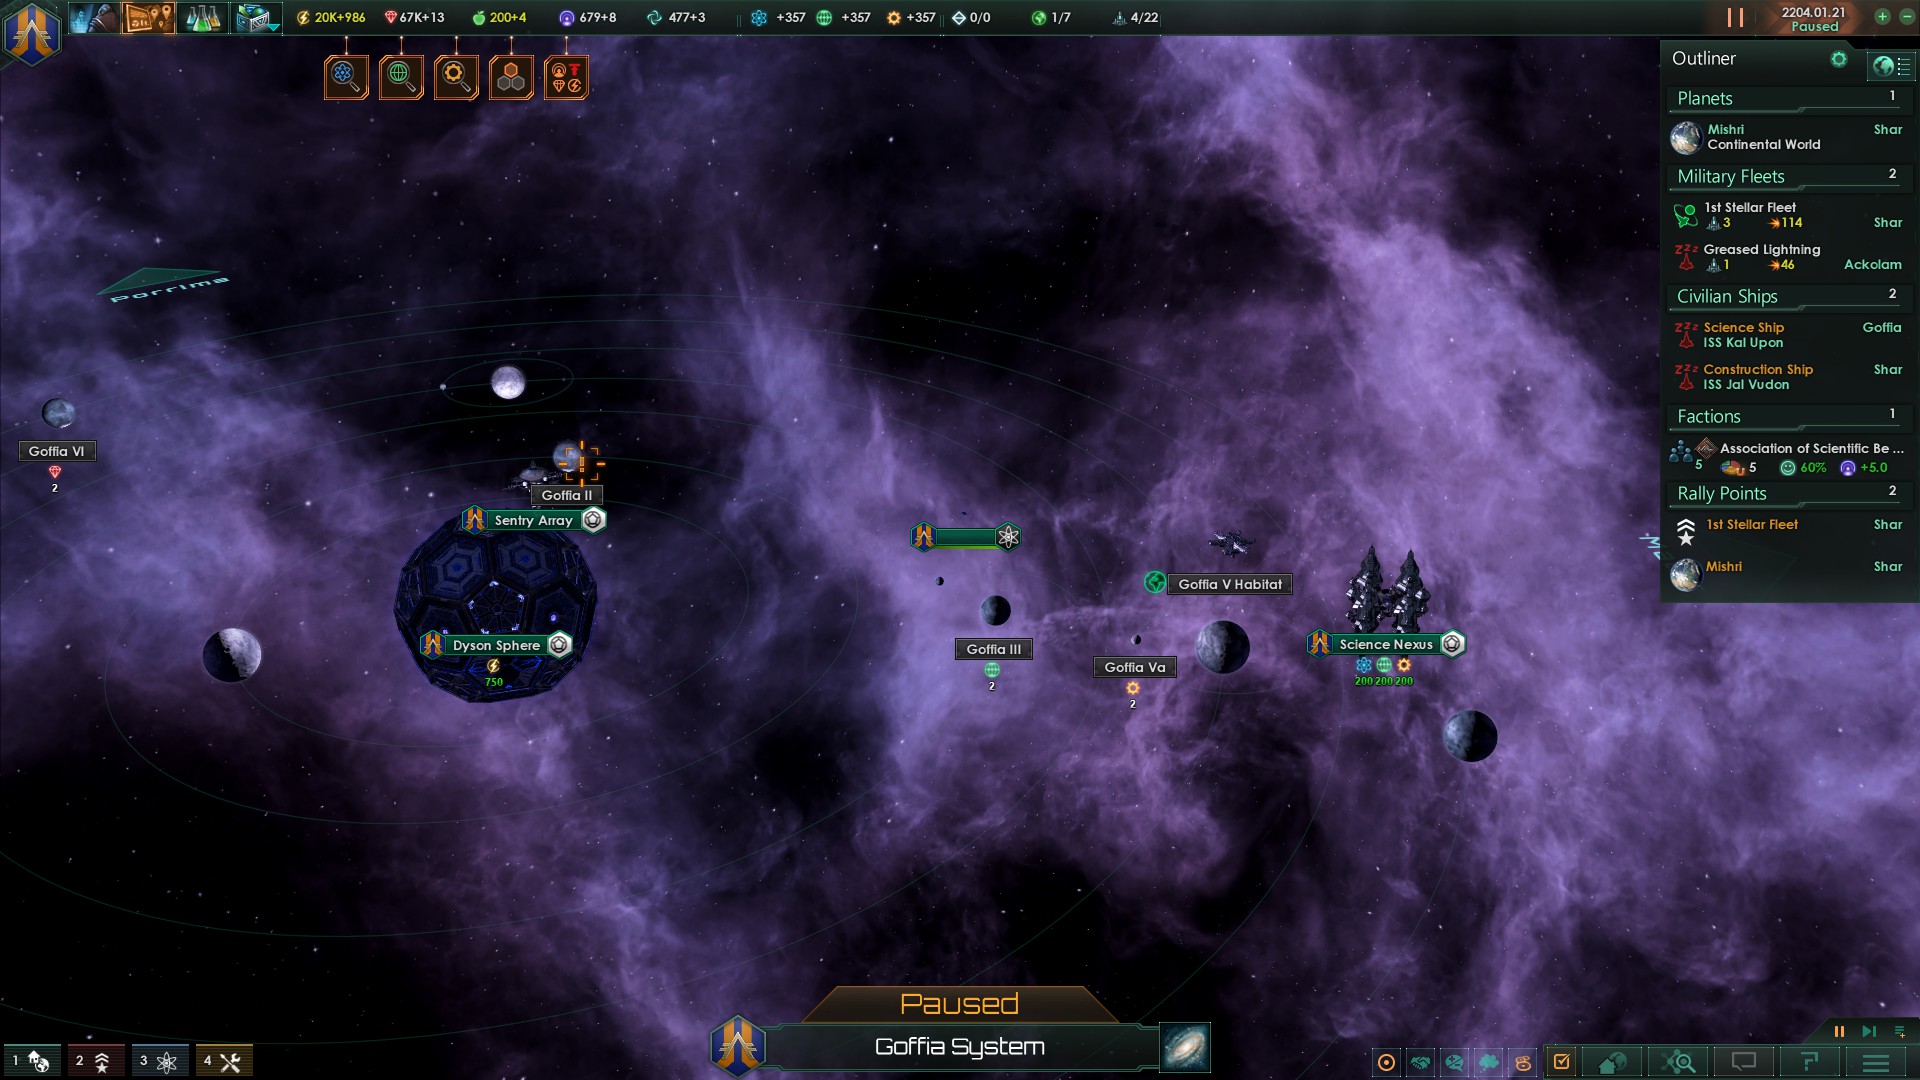 20K+986
67K+13
200+4
679+8
477+3
+357
+357
+357
0/0
1/7
4/22
2204.01.21
Paused
Outliner
Planets 1
Mishri Shar
Continental World
Military Fleets 2
1st Stellar Fleet
3 114 Shar
Greased Lightning
1 46 Ackolam
Civilian Ships 2
Science Ship Goffia
ISS Kal Upon
Construction Ship Shar
ISS Jal Vudon
Factions 1
Association of Scientific Be ...
5 5 60% +5.0
Rally Points 2
1st Stellar Fleet Shar
Mishri Shar
Porrima
Goffia VI
2
Goffia II
Sentry Array
Dyson Sphere
750
Goffia III
2
Goffia V Habitat
Goffia Va
2
Science Nexus
200 200 200
Paused
Goffia System
1
2
3
4